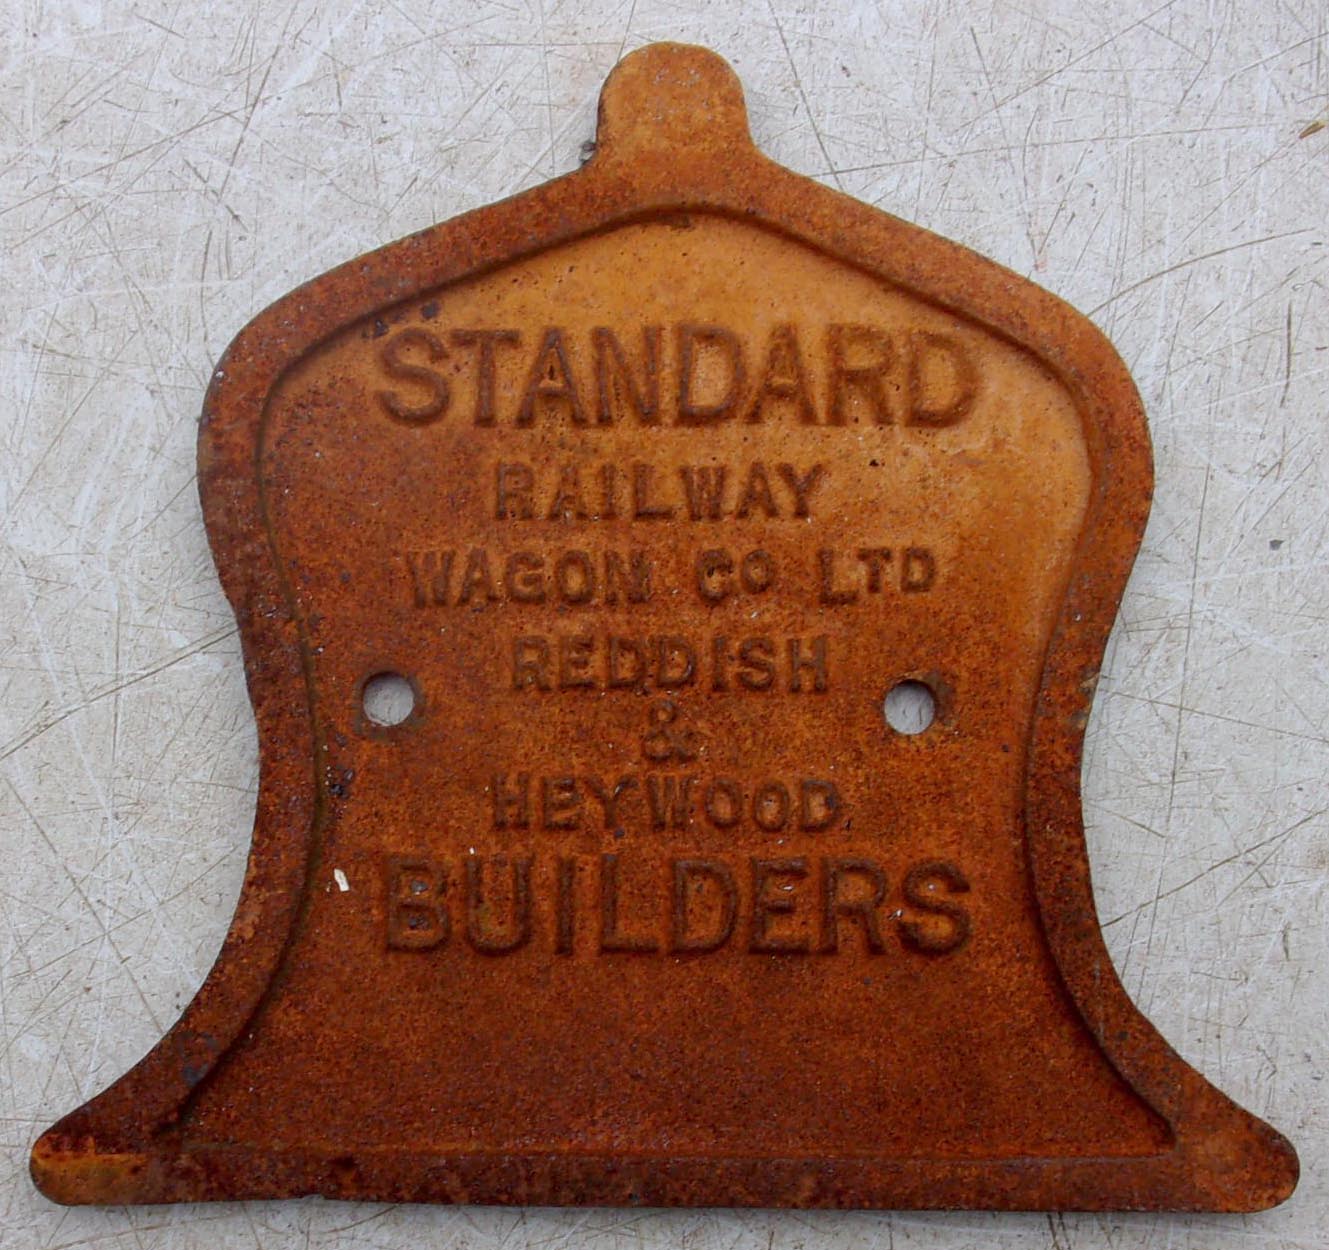 STANDARD
RAILWAY
WAGON CO LTD
REDDISH
&
HEYWOOD
BUILDERS